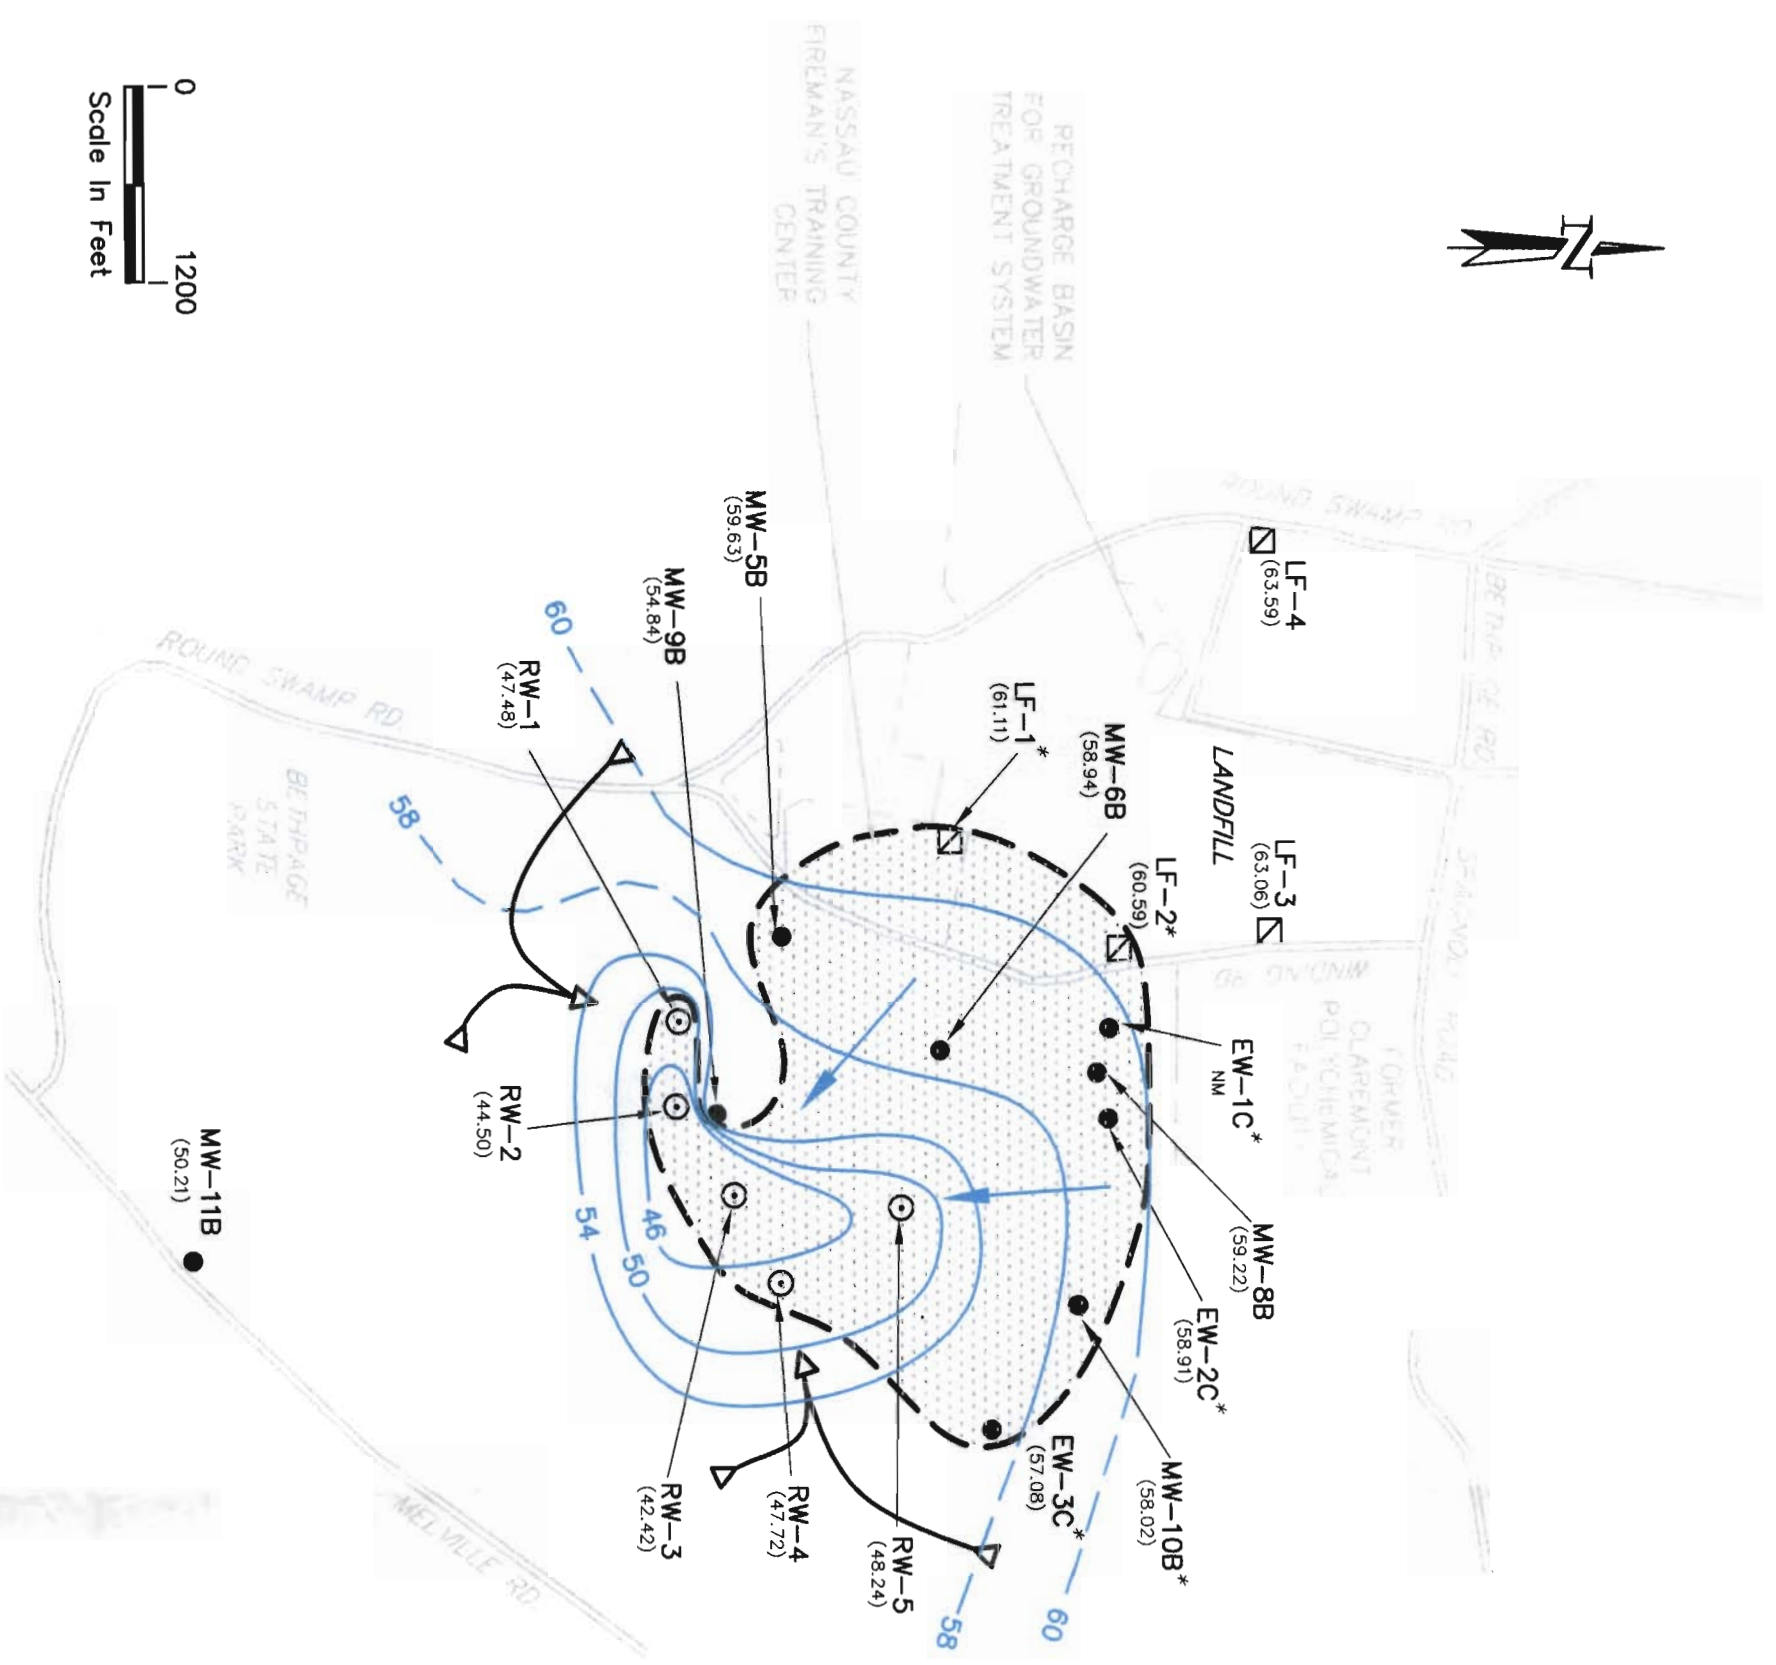 0
1200
Scale In Feet
N
NASSAU COUNTY
FIREMAN'S TRAINING
CENTER
RECHARGE BASIN
FOR GROUNDWATER
TREATMENT SYSTEM
ROUND SWAMP RD
LF-4
(63.59)
LANDFILL
LF-3
(63.06)
LF-1*
(61.11)
MW-6B
(58.94)
LF-2*
(60.59)
MW-5B
(59.63)
MW-9B
(54.84)
RW-1
(47.48)
ROUND SWAMP RD.
BETHPAGE
STATE
PARK
60
58
WINDING RD
FORMER
CLAREMONT
POLYCHEMICAL
EW-1C*
NM
MW-8B
(59.22)
EW-2C*
(58.91)
MW-10B*
(58.02)
EW-3C*
(57.08)
RW-2
(44.50)
MW-11B
(50.21)
54
50
46
RW-3
(42.42)
RW-4
(47.72)
RW-5
(48.24)
58
60
MELVILLE RD.